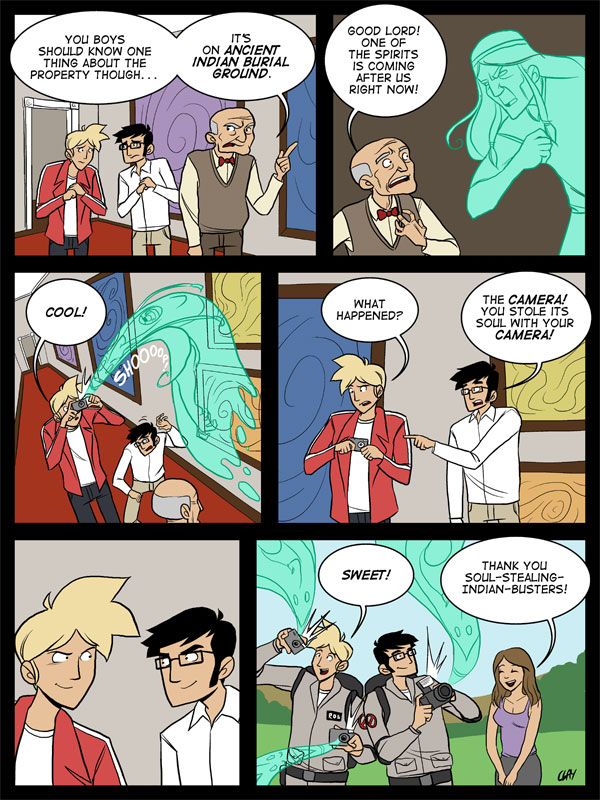 YOU BOYS
SHOULD KNOW ONE
THING ABOUT THE
PROPERTY THOUGH...
IT'S
ON ANCIENT
INDIAN BURIAL
GROUND.
GOOD LORD!
ONE OF
THE SPIRITS
IS COMING
AFTER US
RIGHT NOW!
COOL!
SHOOOOP!
WHAT
HAPPENED?
THE CAMERA!
YOU STOLE ITS
SOUL WITH YOUR
CAMERA!
SWEET!
THANK YOU
SOUL-STEALING-
INDIAN-BUSTERS!
RON
CLAY